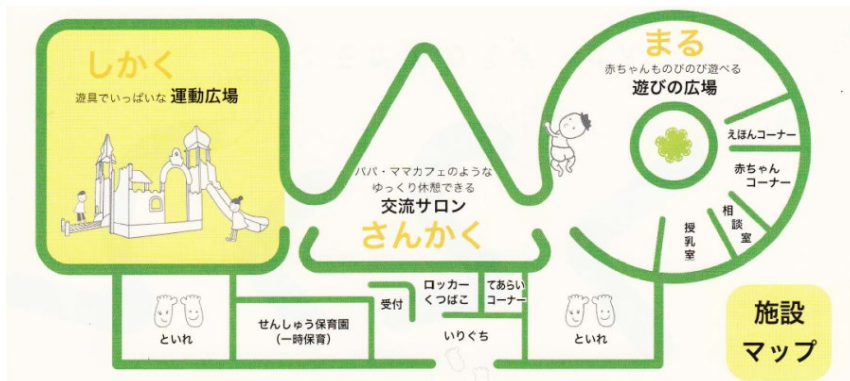 しかく
遊具でいっぱいな 運動広場
まる
赤ちゃんものびのび遊べる
遊びの広場
えほんコーナー
赤ちゃん
コーナー
相談室
授乳室
パパ・ママカフェのような
ゆっくり休憩できる
交流サロン
さんかく
といれ
せんしゅう保育園
(一時保育)
受付
ロッカー
くつばこ
てあらい
コーナー
いりぐち
といれ
施設
マップ